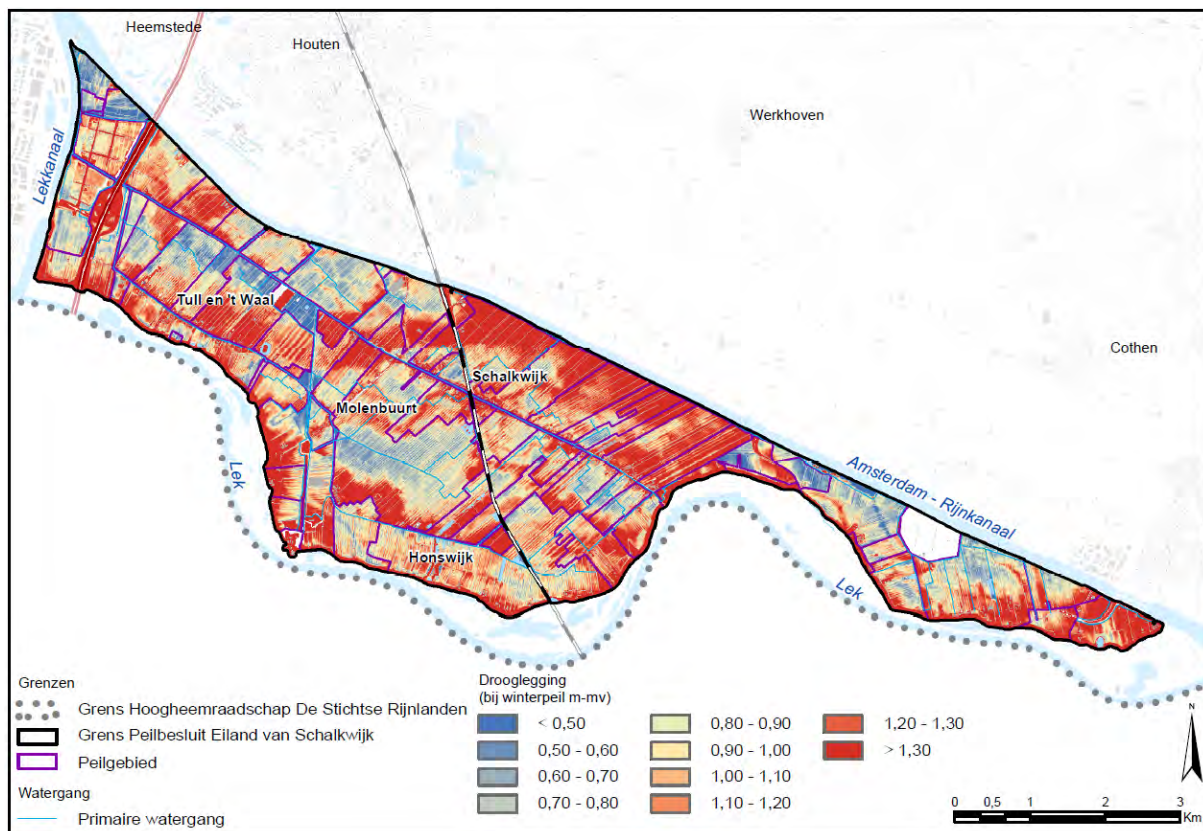 Heemstede
Houten
Werkhoven
Cothen
Lekkanaal
Tull en 't Waal
Schalkwijk
Molenbuurt
Honswijk
Lek
Amsterdam - Rijnkanaal
Lek
Grenzen
Grens Hoogheemraadschap De Stichtse Rijnlanden
Grens Peilbesluit Eiland van Schalkwijk
Peilgebied
Watergang
Primaire watergang
Drooglegging
(bij winterpeil m-mv)
< 0,50
0,50 - 0,60
0,60 - 0,70
0,70 - 0,80
0,80 - 0,90
0,90 - 1,00
1,00 - 1,10
1,10 - 1,20
1,20 - 1,30
> 1,30
N
0 0,5 1 2 3
Km